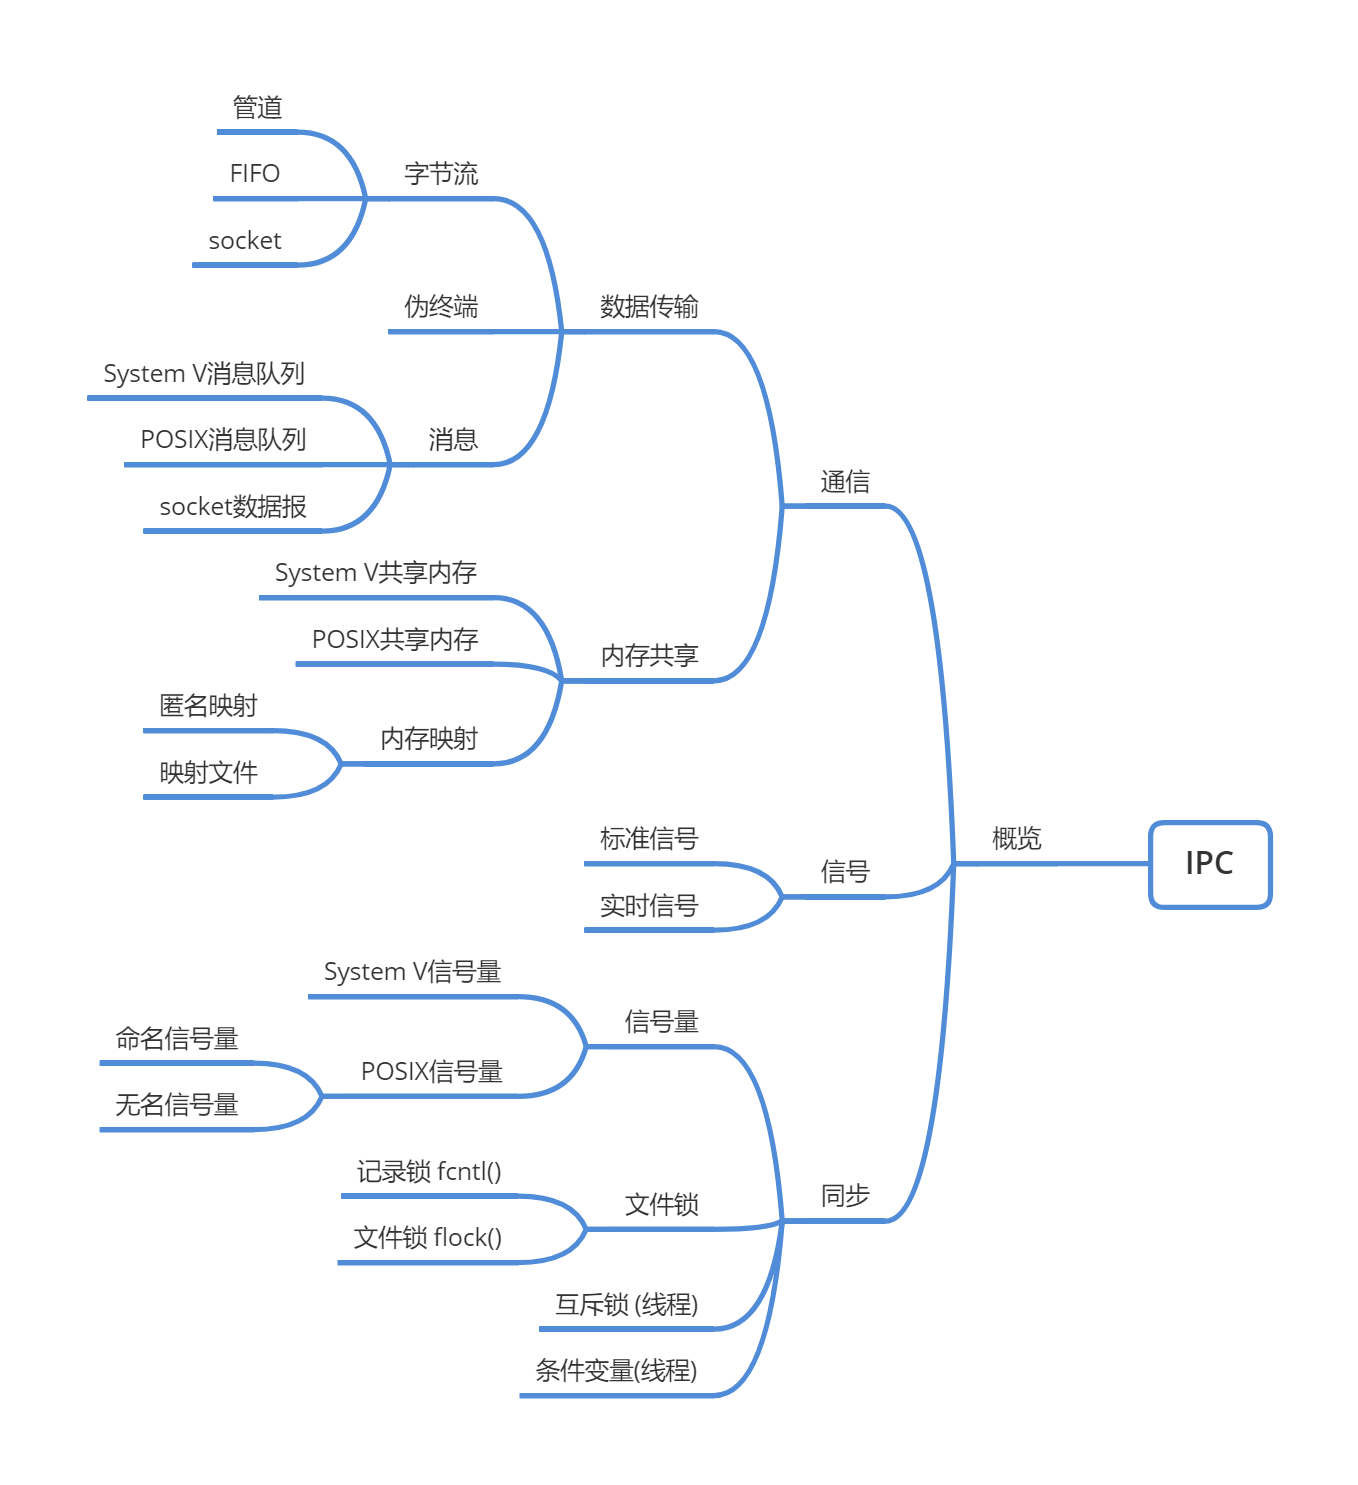 管道
FIFO
字节流
socket
伪终端
数据传输
System V消息队列
POSIX消息队列
消息
socket数据报
通信
System V共享内存
POSIX共享内存
内存共享
匿名映射
内存映射
映射文件
标准信号
概览
IPC
信号
实时信号
System V信号量
信号量
命名信号量
POSIX信号量
无名信号量
记录锁 fcntl()
文件锁
同步
文件锁 flock()
互斥锁 (线程)
条件变量(线程)